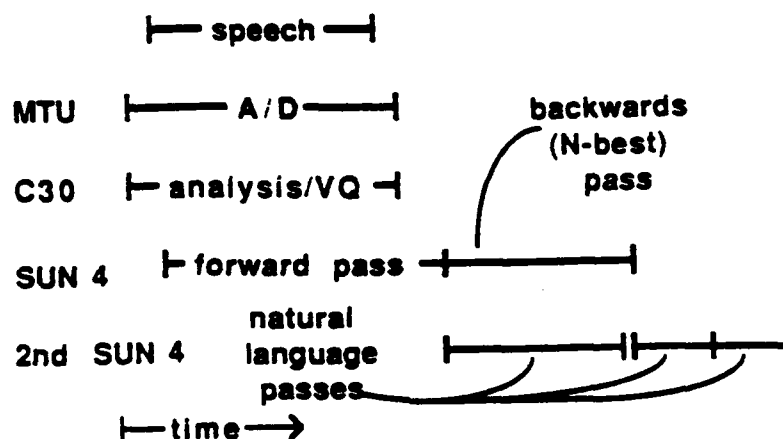 speech
MTU A/D
backwards
(N-best)
pass
C30 analysis/VQ
SUN 4 forward pass
2nd SUN 4
natural
language
passes
time